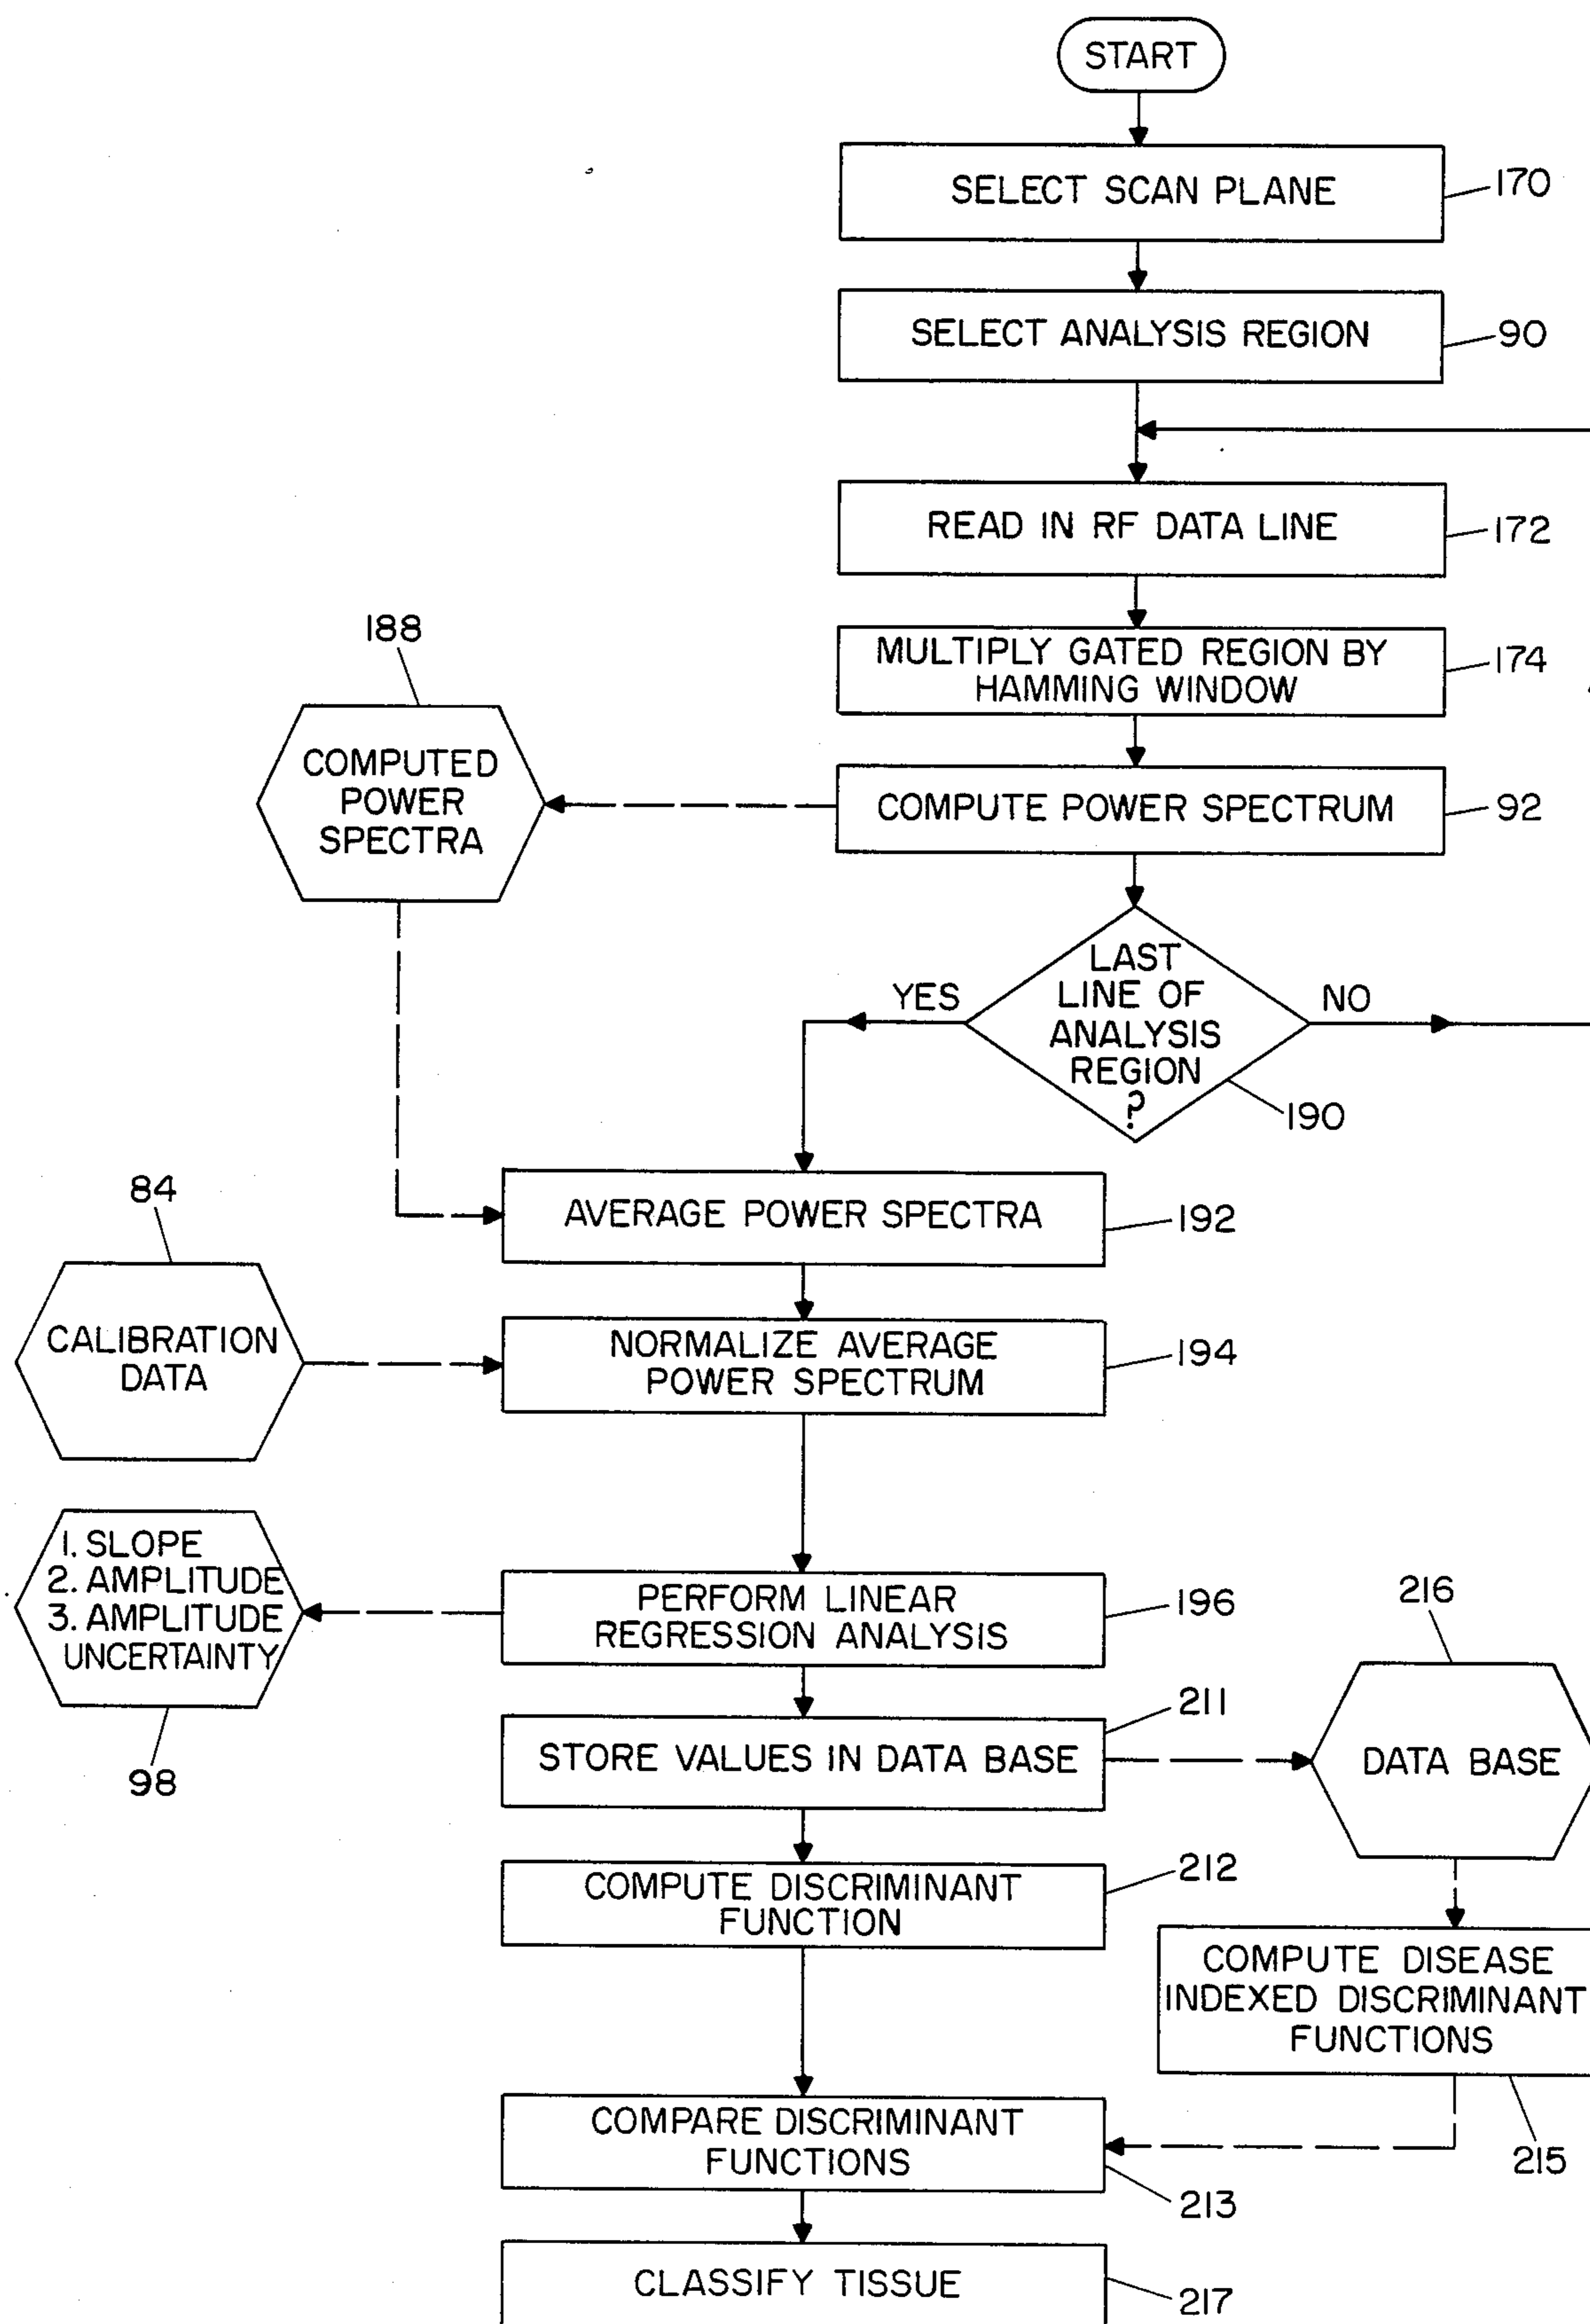 START
SELECT SCAN PLANE
170
SELECT ANALYSIS REGION
90
READ IN RF DATA LINE
172
MULTIPLY GATED REGION BY
HAMMING WINDOW
174
188
COMPUTED
POWER
SPECTRA
COMPUTE POWER SPECTRUM
92
LAST
LINE OF
ANALYSIS
REGION
?
YES
NO
190
AVERAGE POWER SPECTRA
192
84
CALIBRATION
DATA
NORMALIZE AVERAGE
POWER SPECTRUM
194
1. SLOPE
2. AMPLITUDE
3. AMPLITUDE
UNCERTAINTY
98
PERFORM LINEAR
REGRESSION ANALYSIS
196
216
DATA BASE
STORE VALUES IN DATA BASE
211
COMPUTE DISCRIMINANT
FUNCTION
212
COMPUTE DISEASE
INDEXED DISCRIMINANT
FUNCTIONS
215
COMPARE DISCRIMINANT
FUNCTIONS
213
CLASSIFY TISSUE
217